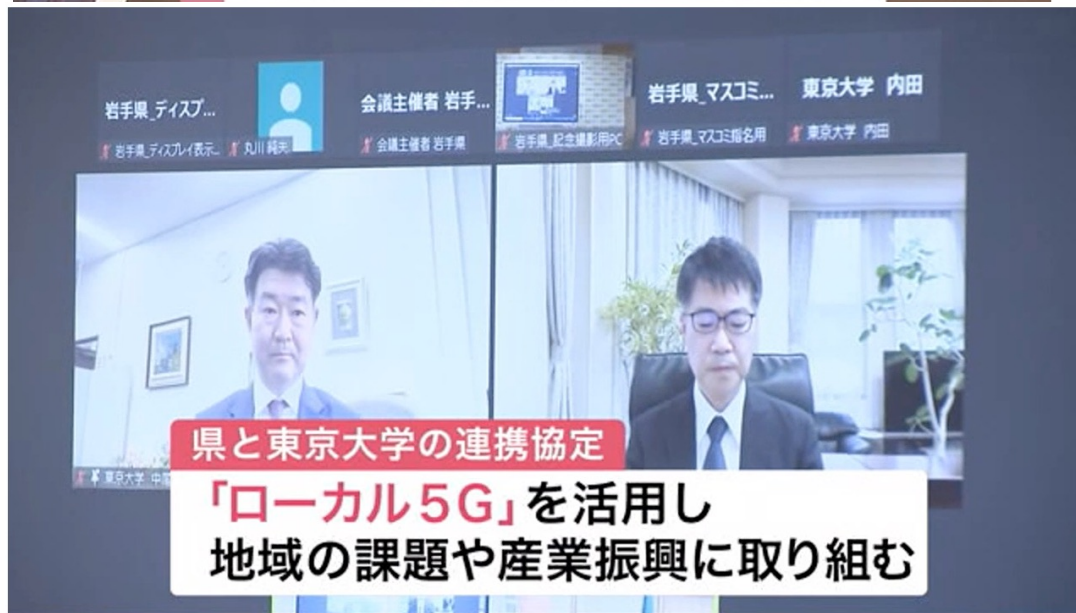 岩手県_ディスプ...
会議主催者 岩手...
岩手県_マスコミ...
東京大学 内田
岩手県_ディスプレイ表示...
丸川 純夫
会議主催者 岩手県
岩手県_記念撮影用PC
岩手県_マスコミ指名用
東京大学 内田
東京大学
県と東京大学の連携協定
「ローカル5G」を活用し
地域の課題や産業振興に取り組む